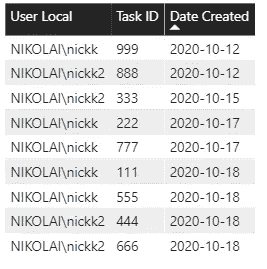 User Local Task ID Date Created
NIKOLAI\nickk 999 2020-10-12
NIKOLAI\nickk2 888 2020-10-12
NIKOLAI\nickk2 333 2020-10-15
NIKOLAI\nickk 222 2020-10-17
NIKOLAI\nickk 777 2020-10-17
NIKOLAI\nickk 111 2020-10-18
NIKOLAI\nickk 555 2020-10-18
NIKOLAI\nickk2 444 2020-10-18
NIKOLAI\nickk2 666 2020-10-18